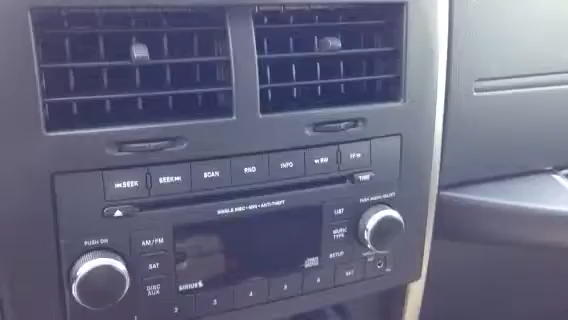 ⏮SEEK SEEK⏭ SCAN RND INFO ◀◀RW FF▶▶
TIME
SINGLE DISC • MP3 • ANTI-THEFT
PUSH ON
AM/FM
SAT
DISC
AUX
SIRIUS
LIST
MUSIC
TYPE
SETUP
SET
PUSH AUDIO/SELECT
1 2 3 4 5 6